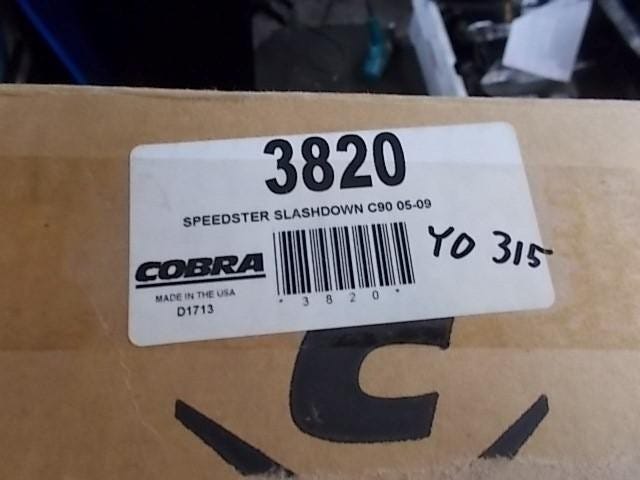 3820
SPEEDSTER SLASHDOWN C90 05-09
COBRA
MADE IN THE USA
D1713
*3820*
YO 315
C